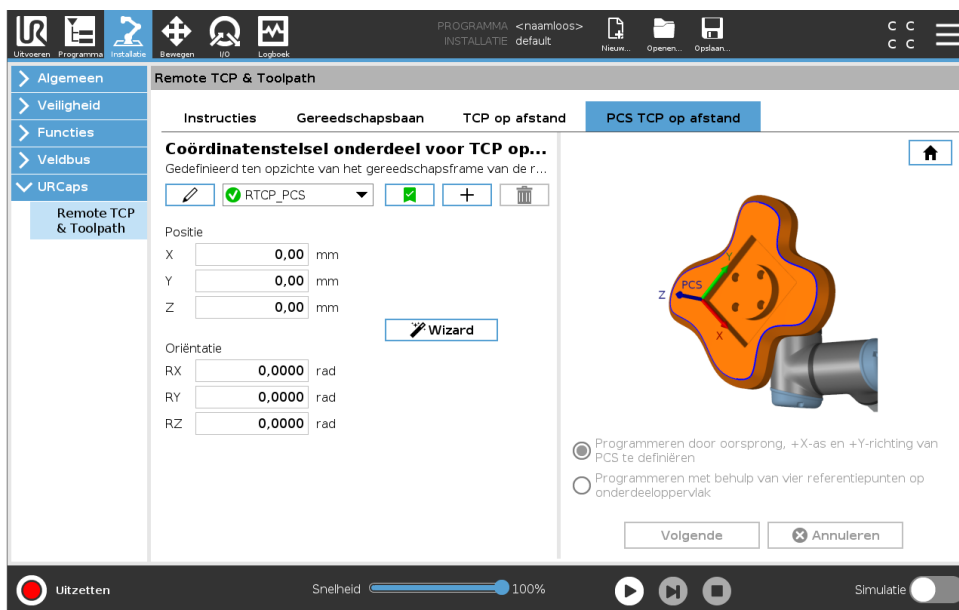 UR
PROGRAMMA <naamloos>
INSTALLATIE default
C C
C C
Uitvoeren Programma Installatie Bewegen I/O Logboek Nieuw... Openen... Opslaan...
Algemeen
Veiligheid
Functies
Veldbus
URCaps
Remote TCP
& Toolpath
Remote TCP & Toolpath
Instructies Gereedschapsbaan TCP op afstand PCS TCP op afstand
Coördinatenstelsel onderdeel voor TCP op...
Gedefinieerd ten opzichte van het gereedschapsframe van de r...
RTCP_PCS
Positie
X 0,00 mm
Y 0,00 mm
Z 0,00 mm
Wizard
Oriëntatie
RX 0,0000 rad
RY 0,0000 rad
RZ 0,0000 rad
Y
PCS
Z
X
Programmeren door oorsprong, +X-as en +Y-richting van
PCS te definiëren
Programmeren met behulp van vier referentiepunten op
onderdeeloppervlak
Volgende Annuleren
Uitzetten Snelheid 100% Simulatie